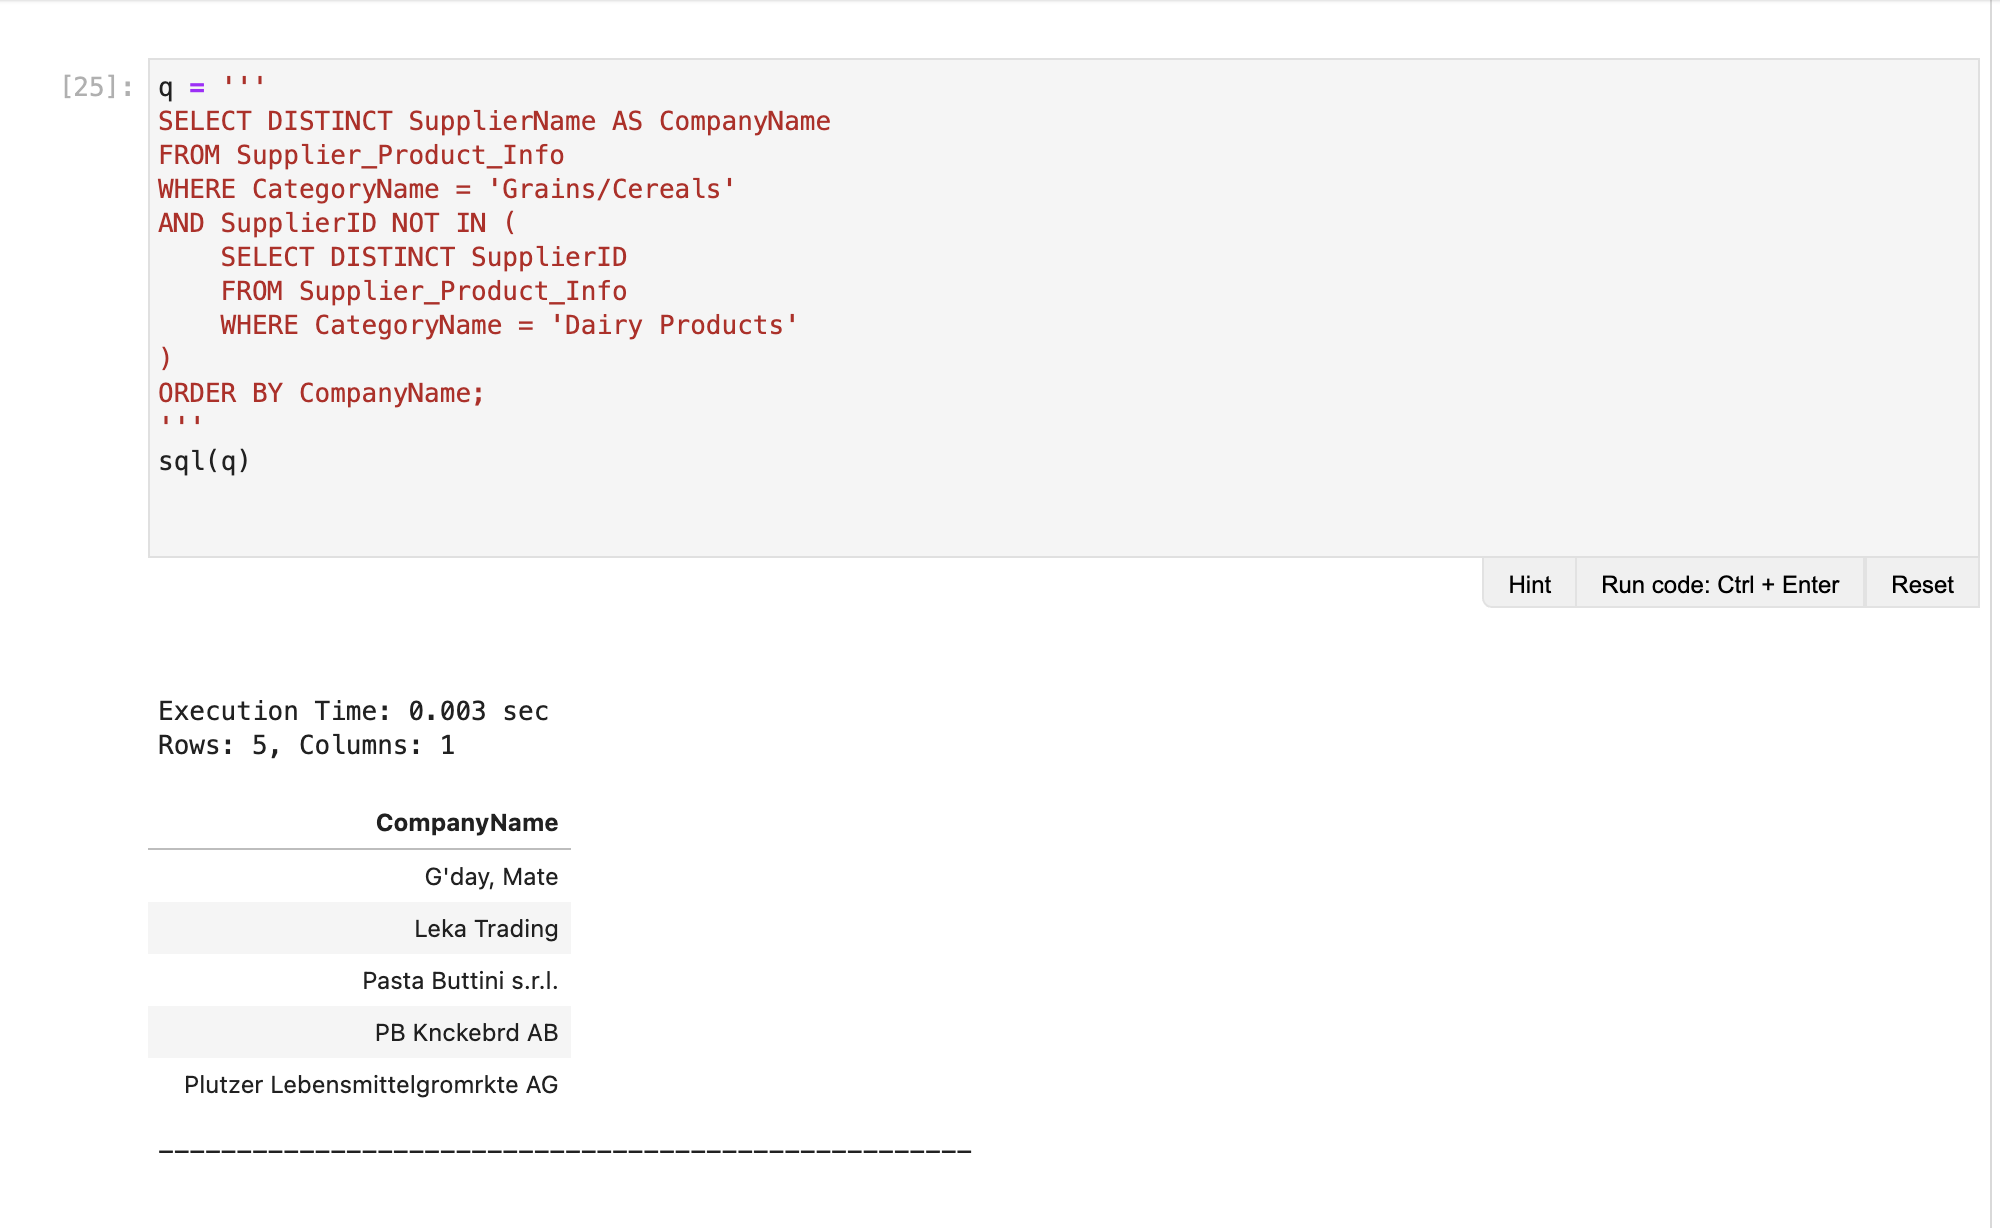 [25]:
q = '''
SELECT DISTINCT SupplierName AS CompanyName
FROM Supplier_Product_Info
WHERE CategoryName = 'Grains/Cereals'
AND SupplierID NOT IN (
    SELECT DISTINCT SupplierID
    FROM Supplier_Product_Info
    WHERE CategoryName = 'Dairy Products'
)
ORDER BY CompanyName;
'''
sql(q)
Hint
Run code: Ctrl + Enter
Reset
Execution Time: 0.003 sec
Rows: 5, Columns: 1
CompanyName
G'day, Mate
Leka Trading
Pasta Buttini s.r.l.
PB Knckebrd AB
Plutzer Lebensmittelgromrkte AG
____________________________________________________